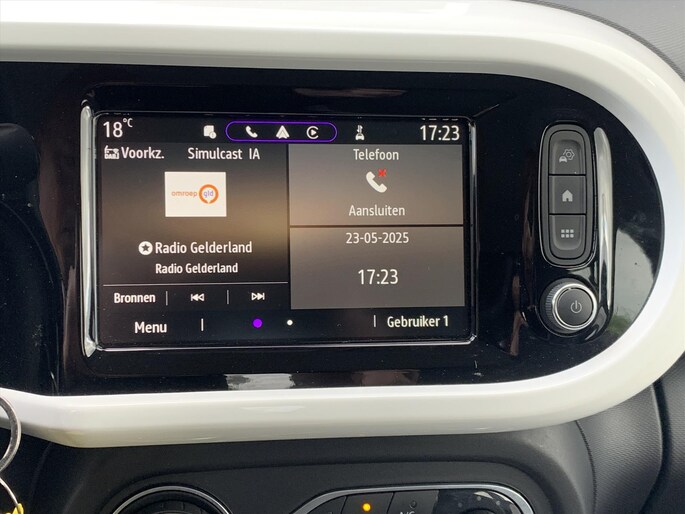 18°C
17:23
Voorkz. Simulcast IA
Telefoon
omroep gld
Aansluiten
Radio Gelderland
Radio Gelderland
23-05-2025
17:23
Bronnen
Menu
Gebruiker 1
A/C